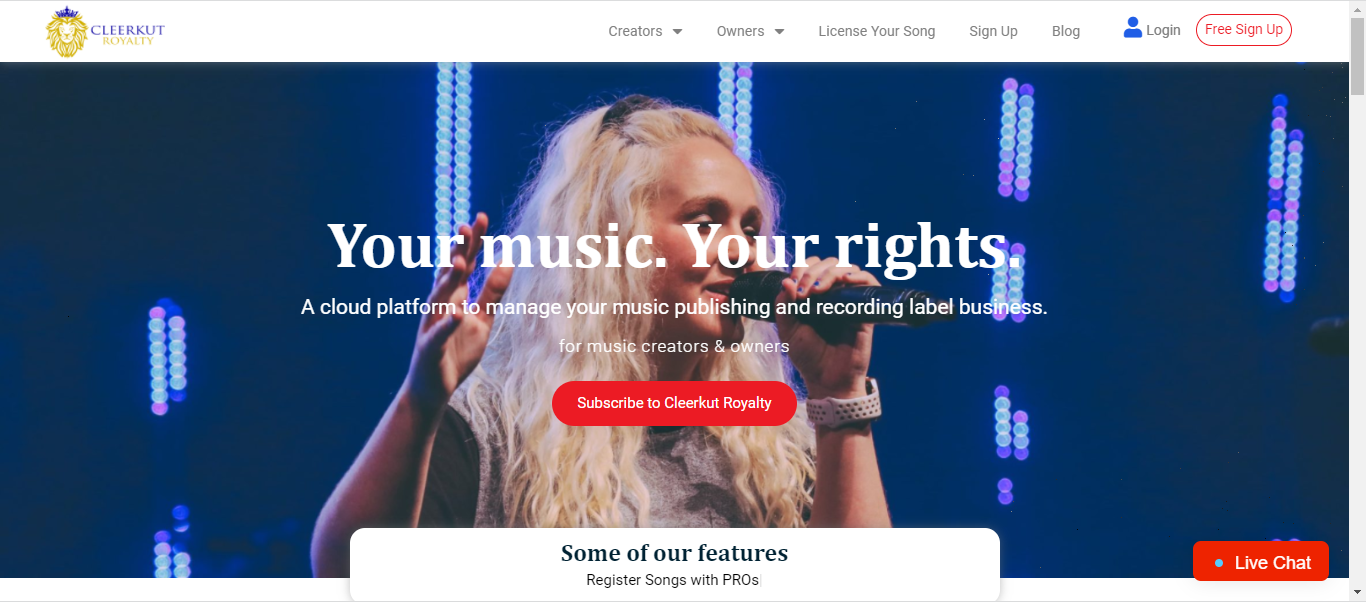 CLEERKUT
ROYALTY
Creators
Owners
License Your Song
Sign Up
Blog
Login
Free Sign Up
Your music. Your rights.
A cloud platform to manage your music publishing and recording label business.
for music creators & owners
Subscribe to Cleerkut Royalty
Some of our features
Register Songs with PROs
Live Chat